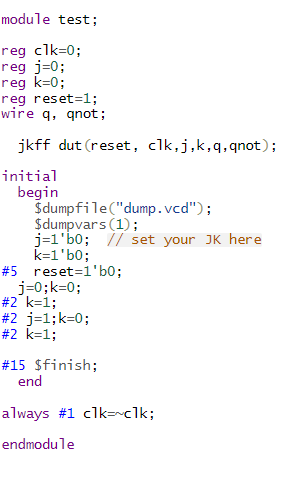 module test;
reg clk=0;
reg j=0;
reg k=0;
reg reset=1;
wire q, qnot;
jkff dut(reset, clk,j,k,q,qnot);
initial
begin
$dumpfile("dump.vcd");
$dumpvars(1);
j=1'b0;  // set your JK here
k=1'b0;
#5  reset=1'b0;
j=0;k=0;
#2 k=1;
#2 j=1;k=0;
#2 k=1;
#15 $finish;
end
always #1 clk=~clk;
endmodule